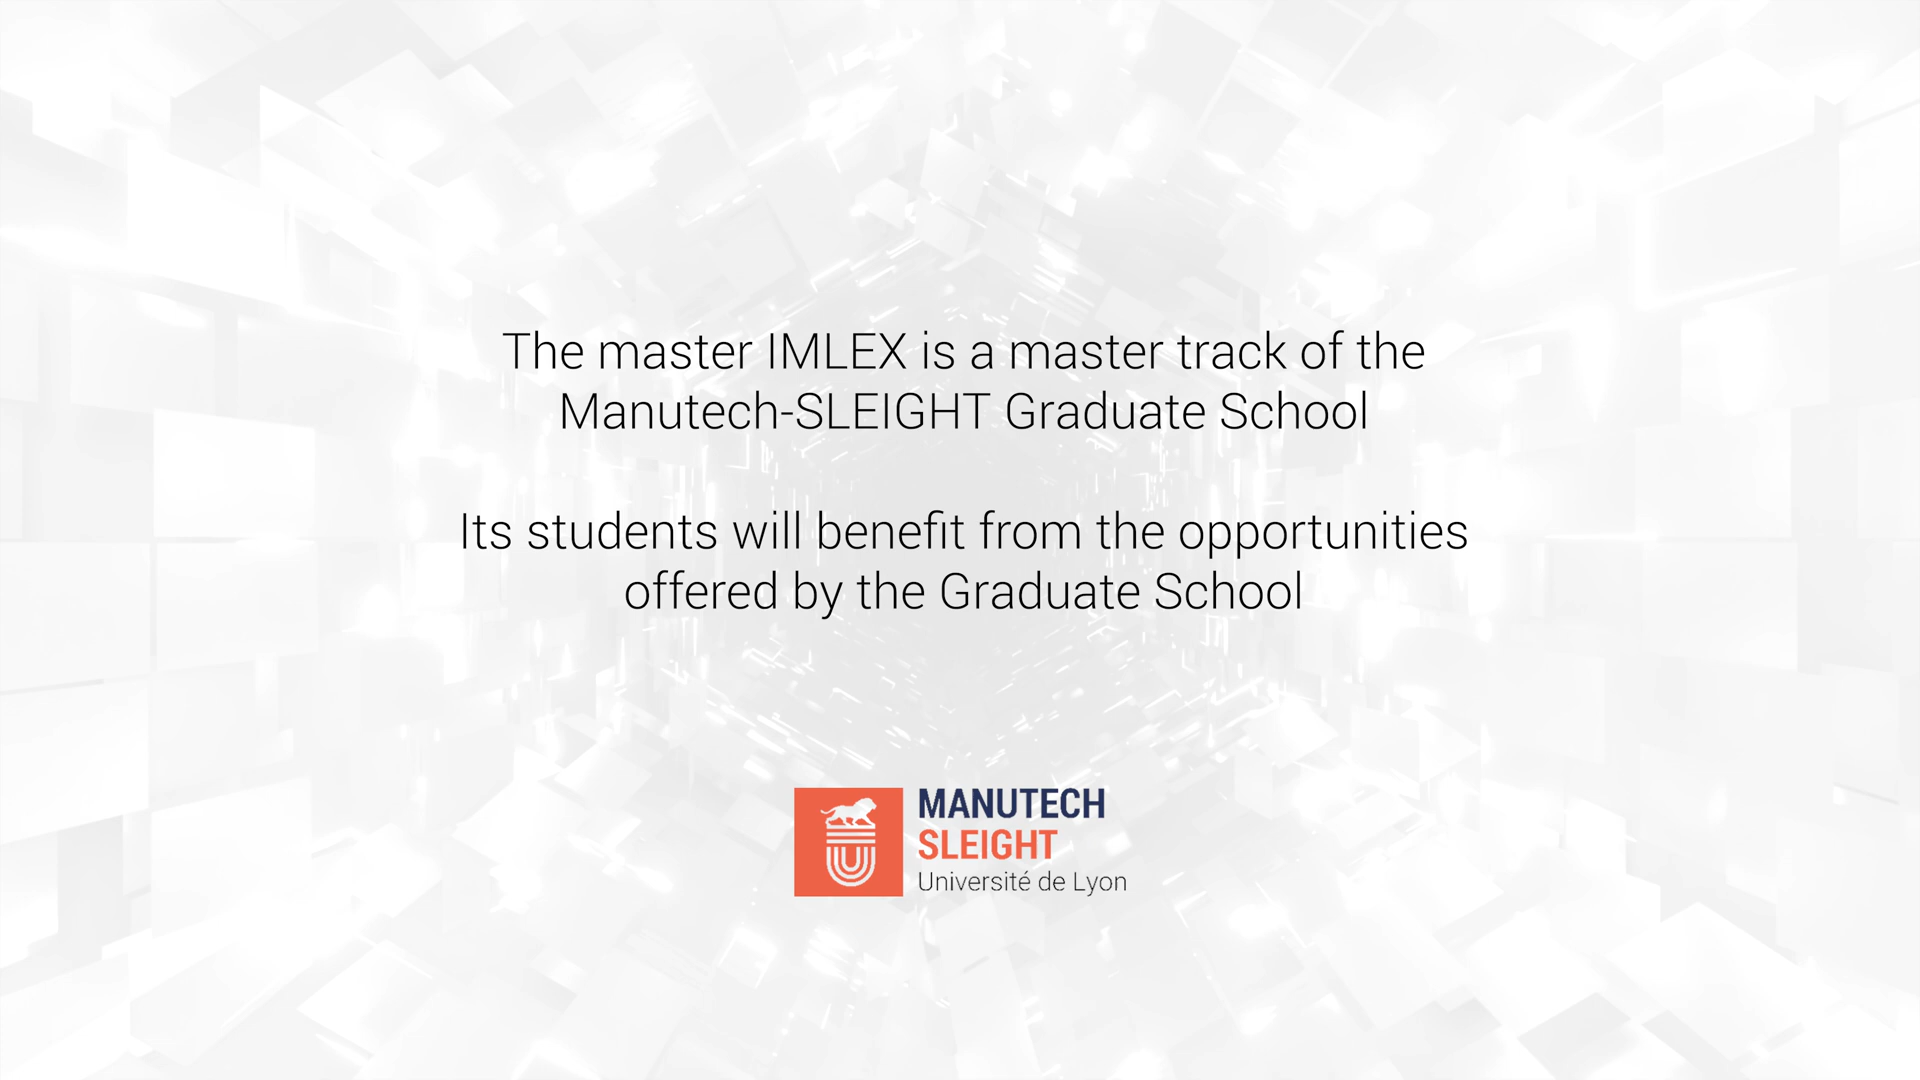 The master IMLEX is a master track of the
Manutech-SLEIGHT Graduate School
Its students will benefit from the opportunities
offered by the Graduate School
MANUTECH
SLEIGHT
Université de Lyon